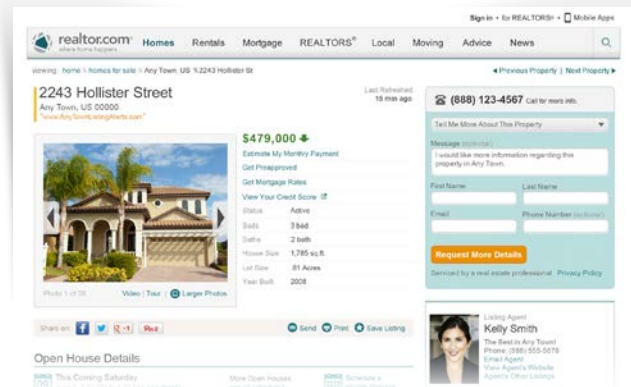 Sign in • for REALTORS® • Mobile Apps
realtor.com®
where home happens
Homes Rentals Mortgage REALTORS® Local Moving Advice News
viewing: home \ homes for sale \ Any Town, US \ 2243 Hollister St
Previous Property | Next Property
2243 Hollister Street
Any Town, US 00000
"www.AnyTownListingAlerts.com"
Last Refreshed
18 min ago
$479,000
Estimate My Monthly Payment
Get Preapproved
Get Mortgage Rates
View Your Credit Score
Status Active
Beds 3 bed
Baths 2 bath
House Size 1,785 sq ft
Lot Size .81 Acres
Year Built 2008
Video | Tour | Larger Photos
Share on:
Send Print Save Listing
Open House Details
This Coming Saturday
More Open Houses
Schedule a
(888) 123-4567 Call for more info.
Tell Me More About This Property
Message (optional)
I would like more information regarding this
property in Any Town.
First Name Last Name
Email Phone Number (optional)
Request More Details
Serviced by a real estate professional Privacy Policy
Listing Agent
Kelly Smith
The Best in Any Town!
Phone: (888) 555-5678
Email Agent
View Agent's Website
Agent's Other Listings